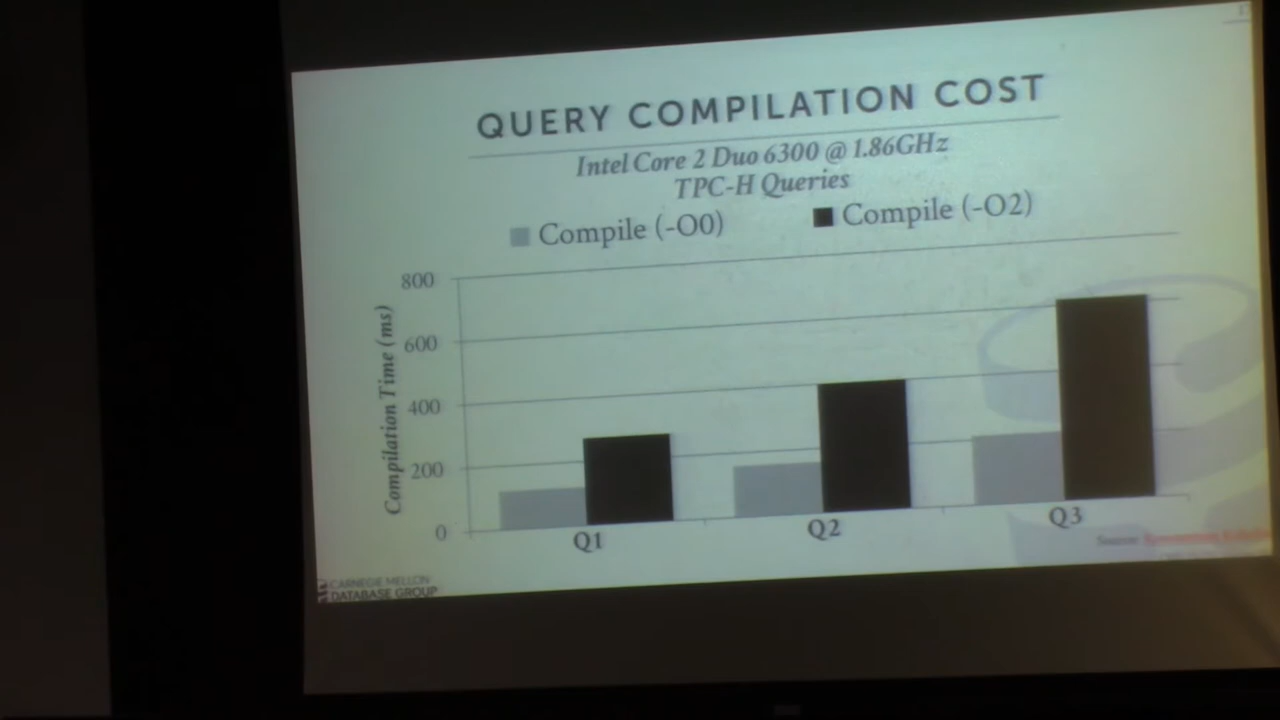 QUERY COMPILATION COST
Intel Core 2 Duo 6300 @ 1.86GHz
TPC-H Queries
Compile (-O0) Compile (-O2)
800
600
400
200
0
Compilation Time (ms)
Q1 Q2 Q3
Source:
CARNEGIE MELLON
DATABASE GROUP